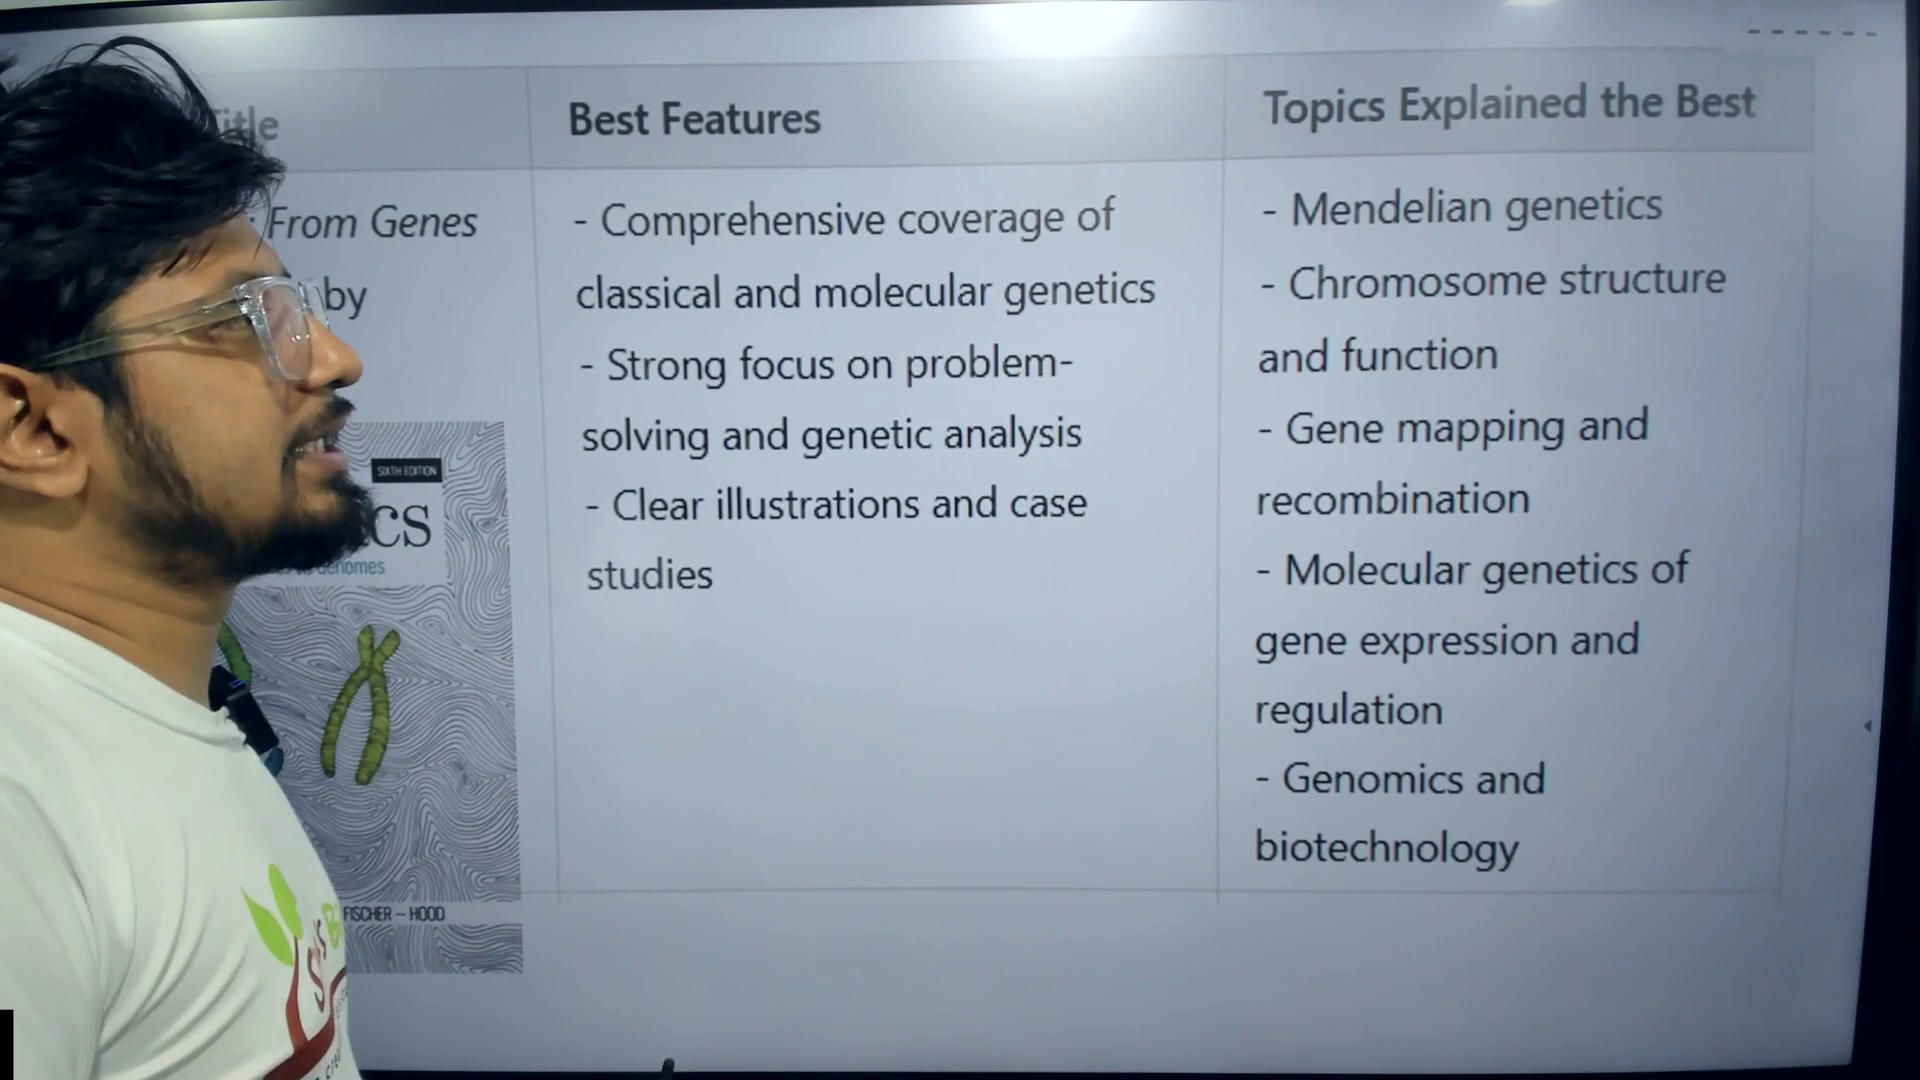 Title
Best Features
Topics Explained the Best
From Genes
by
- Comprehensive coverage of
classical and molecular genetics
- Strong focus on problem-
solving and genetic analysis
- Clear illustrations and case
studies
- Mendelian genetics
- Chromosome structure
and function
- Gene mapping and
recombination
- Molecular genetics of
gene expression and
regulation
- Genomics and
biotechnology
SIXTH EDITION
CS
Genomes
FISCHER – HOOD